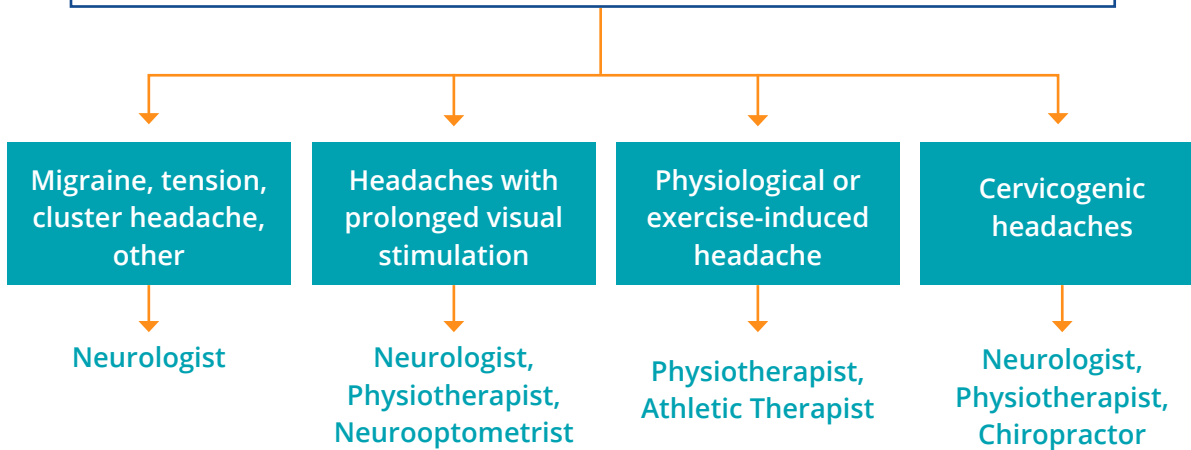 Migraine, tension,
cluster headache,
other
Headaches with
prolonged visual
stimulation
Physiological or
exercise-induced
headache
Cervicogenic
headaches
Neurologist
Neurologist,
Physiotherapist,
Neurooptometrist
Physiotherapist,
Athletic Therapist
Neurologist,
Physiotherapist,
Chiropractor